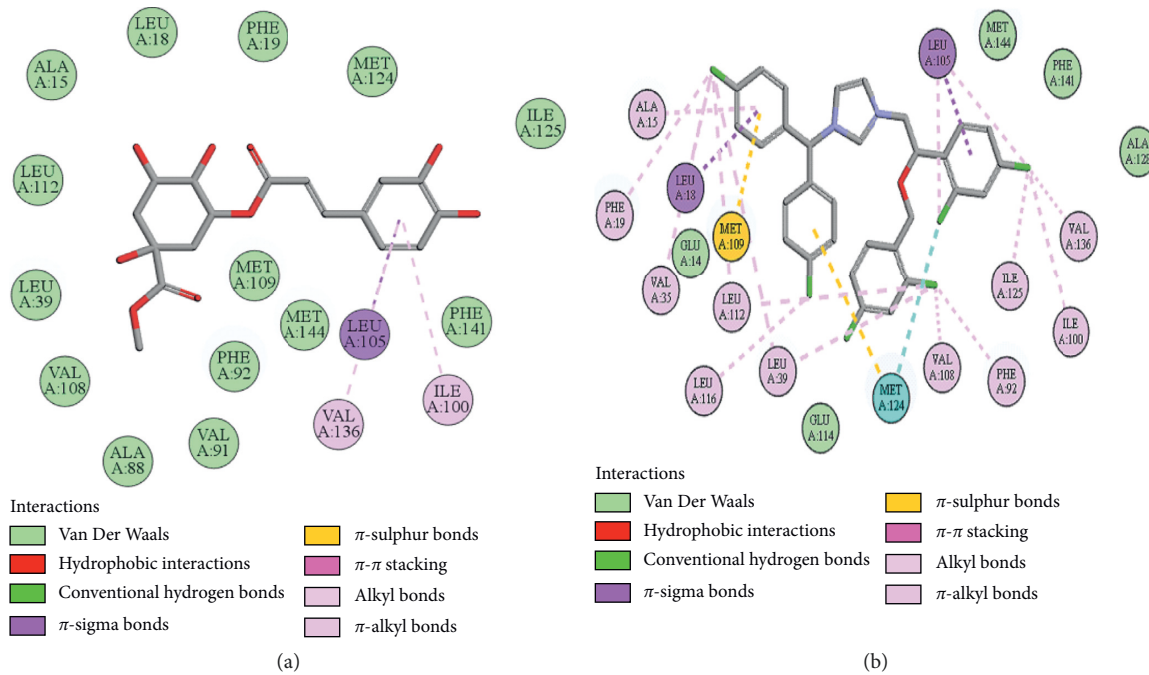 LEU
A:18
PHE
A:19
ALA
A:15
MET
A:124
ILE
A:125
LEU
A:112
LEU
A:39
MET
A:109
MET
A:144
LEU
A:105
PHE
A:141
VAL
A:108
PHE
A:92
ILE
A:100
VAL
A:136
VAL
A:91
ALA
A:88
Interactions
Van Der Waals
Hydrophobic interactions
Conventional hydrogen bonds
π-sigma bonds
π-sulphur bonds
π-π stacking
Alkyl bonds
π-alkyl bonds
(a)
LEU
A:105
MET
A:144
PHE
A:141
ALA
A:15
ALA
A:128
LEU
A:18
PHE
A:19
MET
A:109
GLU
A:14
VAL
A:136
VAL
A:35
LEU
A:112
ILE
A:125
ILE
A:100
LEU
A:116
LEU
A:39
VAL
A:108
PHE
A:92
MET
A:124
GLU
A:114
Interactions
Van Der Waals
Hydrophobic interactions
Conventional hydrogen bonds
π-sigma bonds
π-sulphur bonds
π-π stacking
Alkyl bonds
π-alkyl bonds
(b)